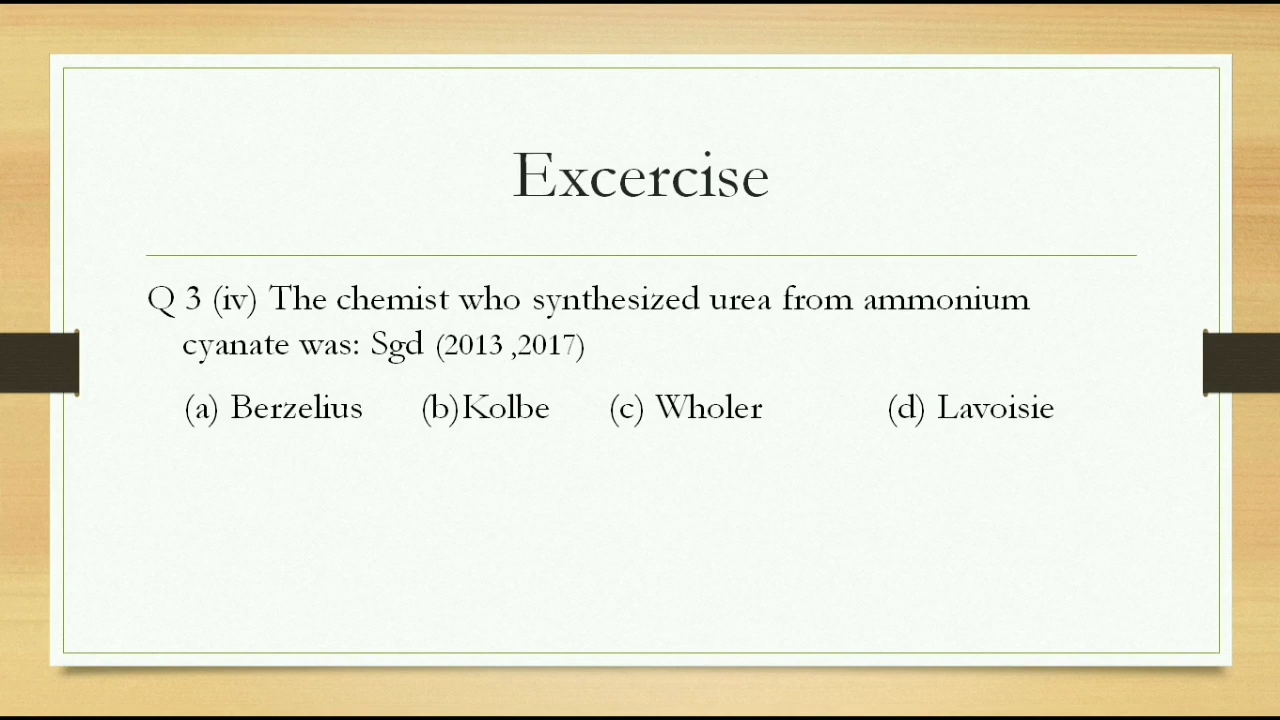 Excercise
Q 3 (iv) The chemist who synthesized urea from ammonium
cyanate was: Sgd (2013 ,2017)
(a) Berzelius (b)Kolbe (c) Wholer (d) Lavoisie